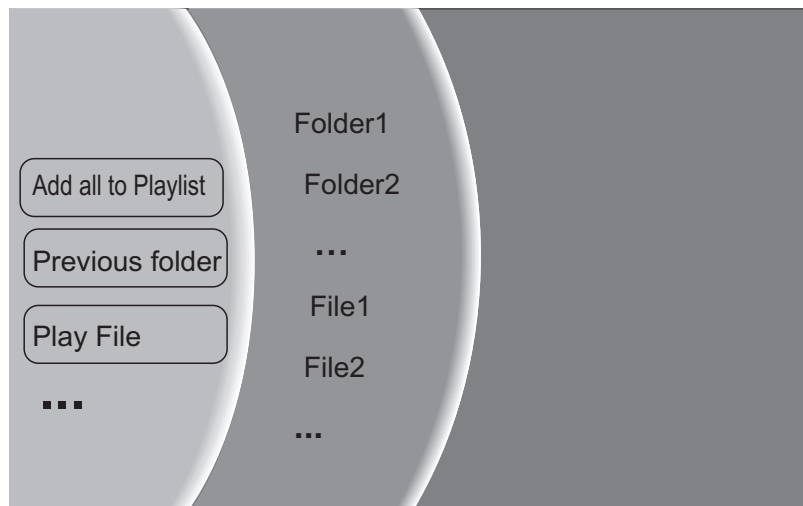 Add all to Playlist
Previous folder
Play File
...
Folder1
Folder2
...
File1
File2
...